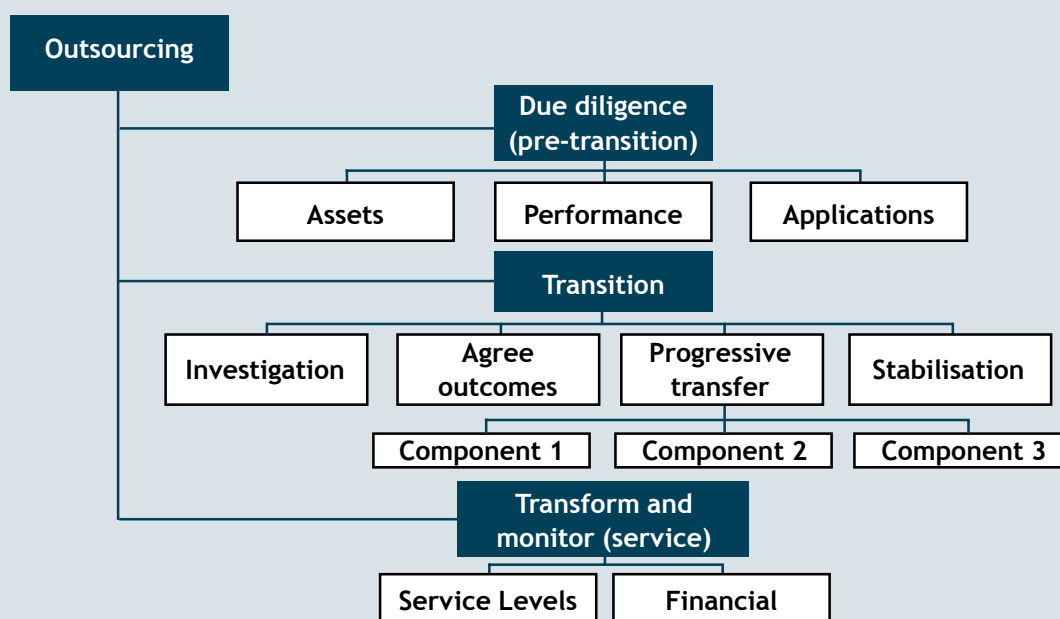 Outsourcing
Due diligence
(pre-transition)
Assets
Performance
Applications
Transition
Investigation
Agree
outcomes
Progressive
transfer
Stabilisation
Component 1
Component 2
Component 3
Transform and
monitor (service)
Service Levels
Financial